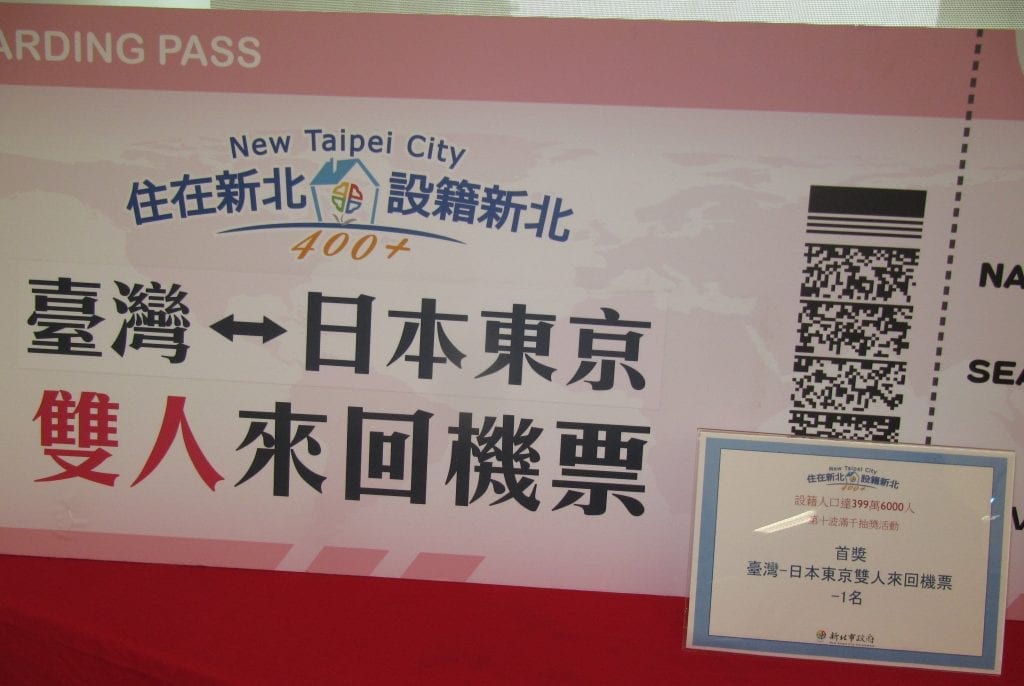 ARDING PASS
New Taipei City
住在新北 設籍新北
400+
臺灣↔日本東京
雙人來回機票
NA
SEA
New Taipei City
住在新北 設籍新北
400+
設籍人口達399萬6000人
第十波滿千抽獎活動
首獎
臺灣-日本東京雙人來回機票
-1名
新北市政府